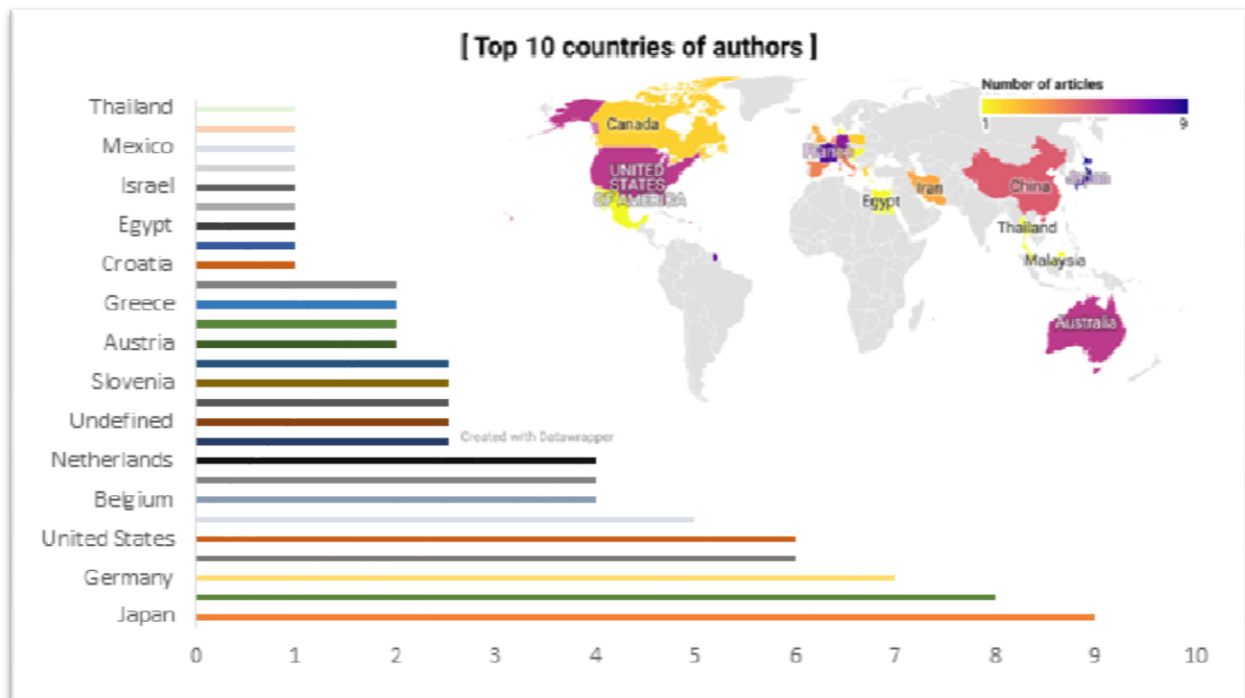 [ Top 10 countries of authors ]
Number of articles
1
9
Canada
UNITED
STATES
OF AMERICA
France
Egypt
Iran
China
Japan
Thailand
Malaysia
Australia
Created with Datawrapper
Thailand
Mexico
Israel
Egypt
Croatia
Greece
Austria
Slovenia
Undefined
Netherlands
Belgium
United States
Germany
Japan
0 1 2 3 4 5 6 7 8 9 10